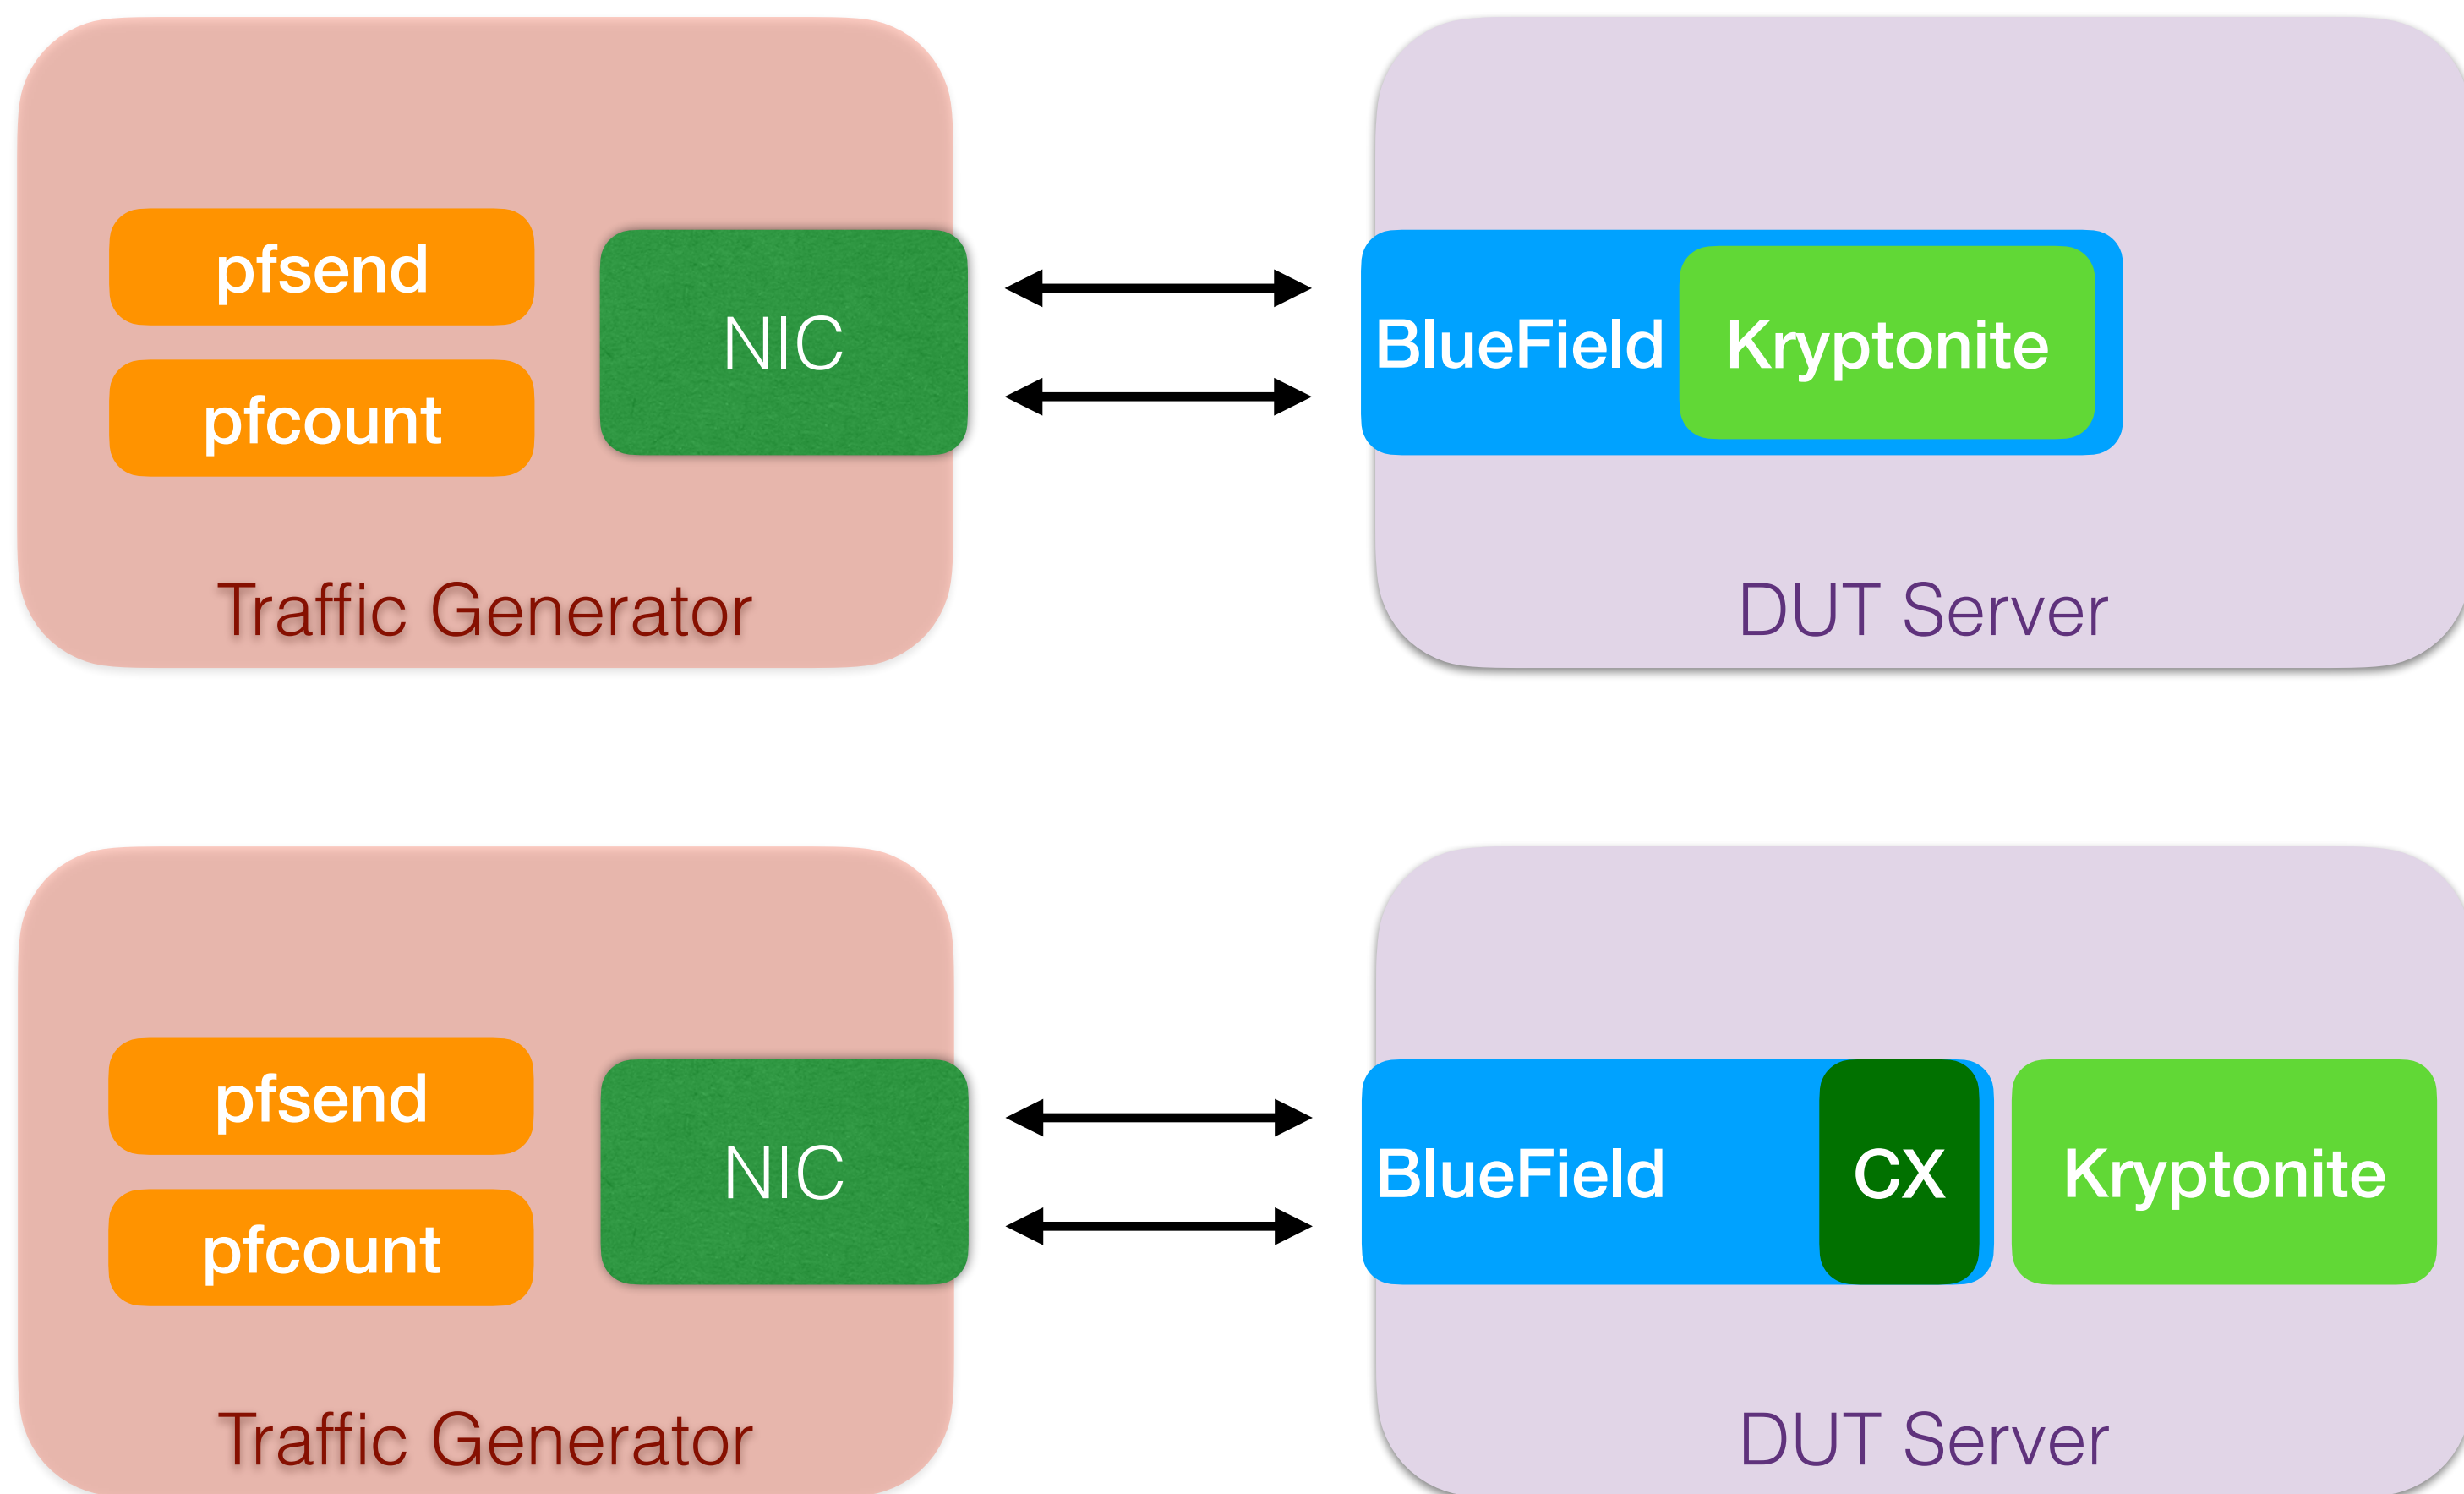 pfsend
pfcount
NIC
BlueField
Kryptonite
Traffic Generator
DUT Server
pfsend
pfcount
NIC
BlueField
CX
Kryptonite
Traffic Generator
DUT Server